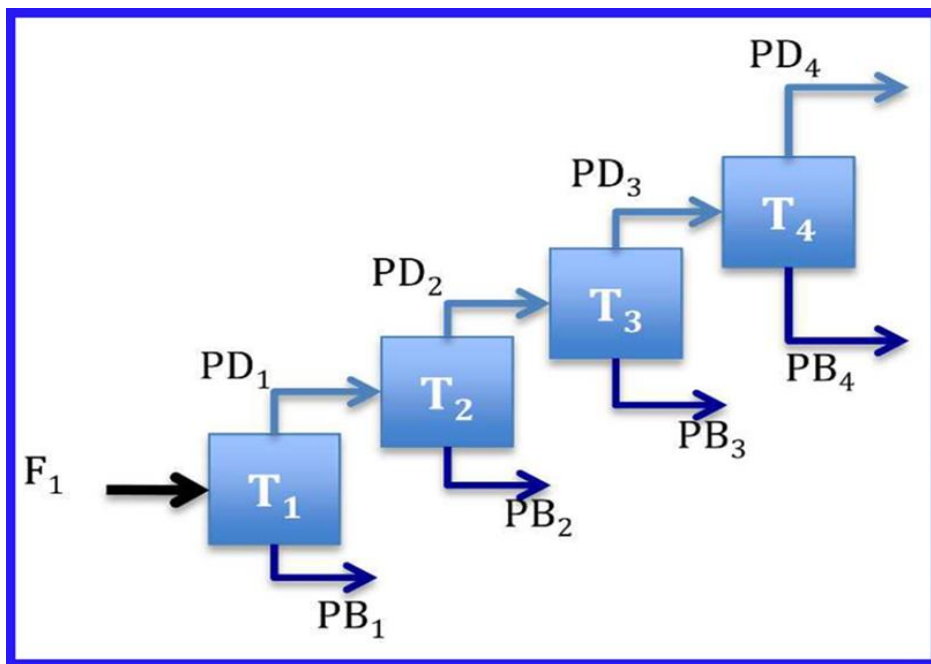 PD₄
PD₃
T₄
PD₂
T₃
PB₄
PD₁
T₂
PB₃
F₁
T₁
PB₂
PB₁